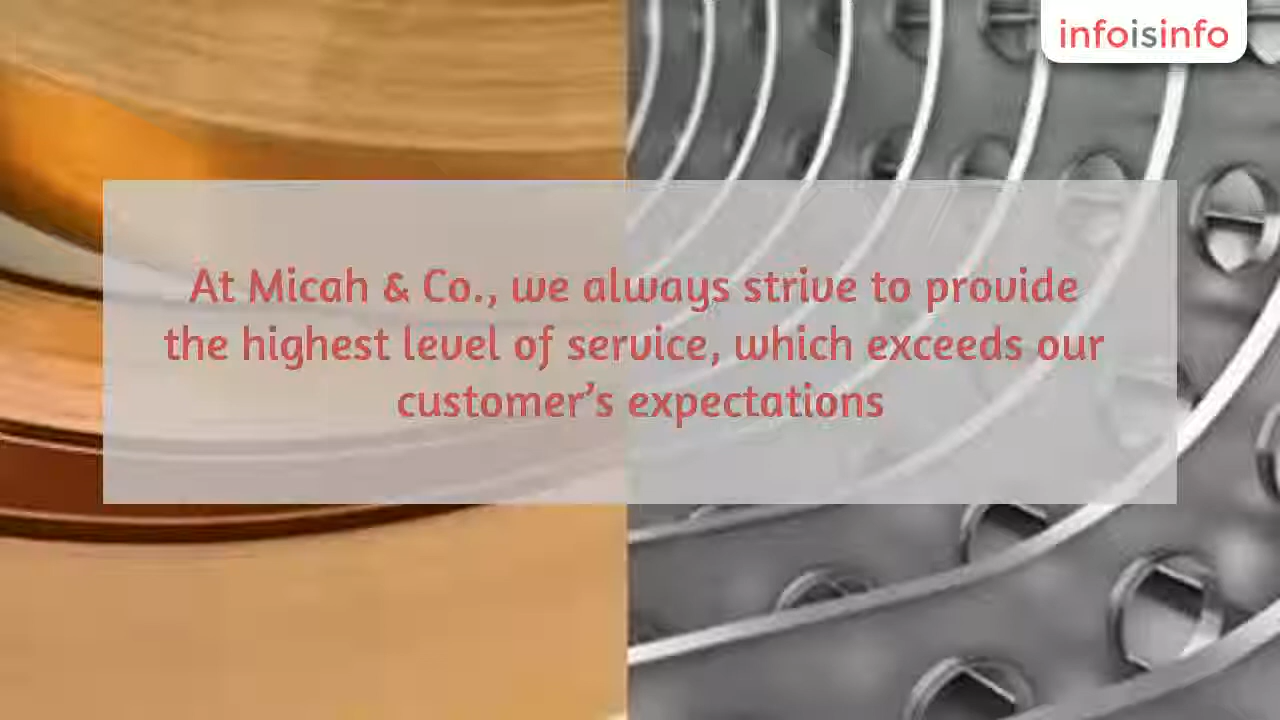 infoisinfo
At Micah & Co., we always strive to provide
the highest level of service, which exceeds our
customer’s expectations